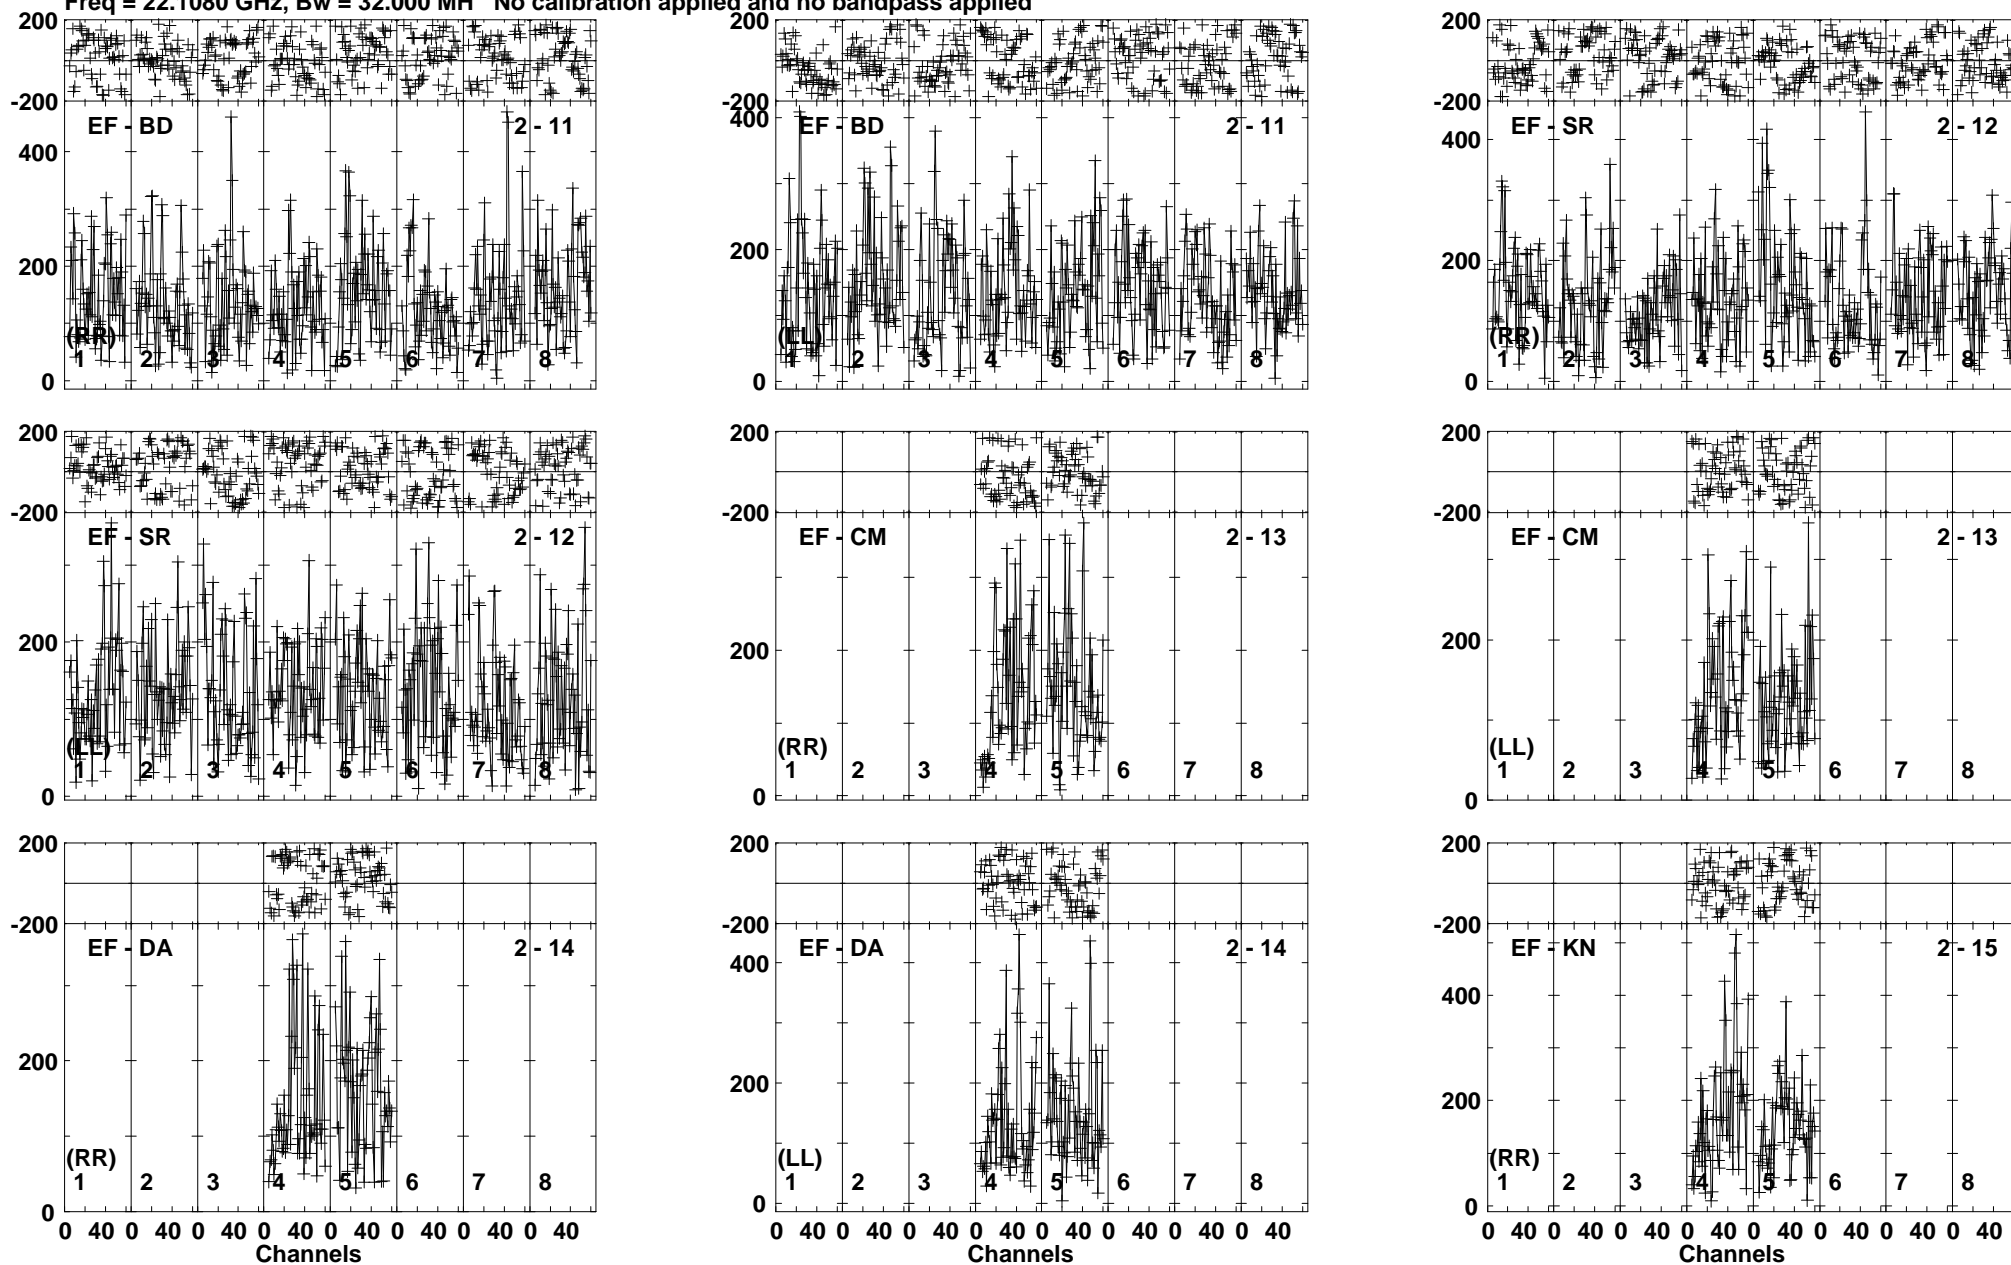 Freq = 22.1080 GHz, Bw = 32.000 MH No calibration applied and no bandpass applied
200
-200
EF - BD 2 - 11
400
200
0
(RR)
1 2 3 4 5 6 7 8
200
-200
EF - BD 2 - 11
400
200
0
(LL)
1 2 3 4 5 6 7 8
200
-200
EF - SR 2 - 12
400
200
0
(RR)
1 2 3 4 5 6 7 8
200
-200
EF - SR 2 - 12
200
0
(LL)
1 2 3 4 5 6 7 8
200
-200
EF - CM 2 - 13
200
0
(RR)
1 2 3 4 5 6 7 8
200
-200
EF - CM 2 - 13
200
0
(LL)
1 2 3 4 5 6 7 8
200
-200
EF - DA 2 - 14
200
0
(RR)
1 2 3 4 5 6 7 8
0 40 0 40 0 40 0 40 0 40 0 40 0 40 0 40
Channels
200
-200
EF - DA 2 - 14
400
200
0
(LL)
1 2 3 4 5 6 7 8
0 40 0 40 0 40 0 40 0 40 0 40 0 40 0 40
Channels
200
-200
EF - KN 2 - 15
400
200
0
(RR)
1 2 3 4 5 6 7 8
0 40 0 40 0 40 0 40 0 40 0 40 0 40 0 40
Channels